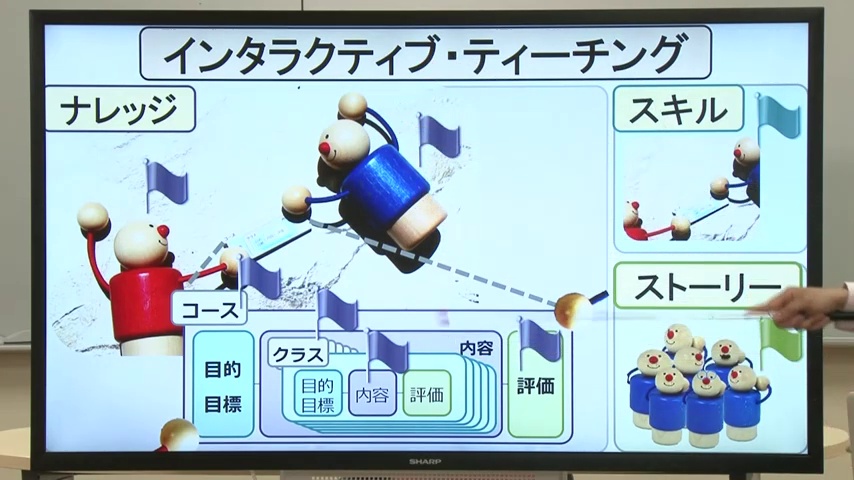 インタラクティブ・ティーチング
ナレッジ
スキル
ストーリー
コース
目的
目標
クラス
内容
目的
目標
内容
評価
評価
SHARP